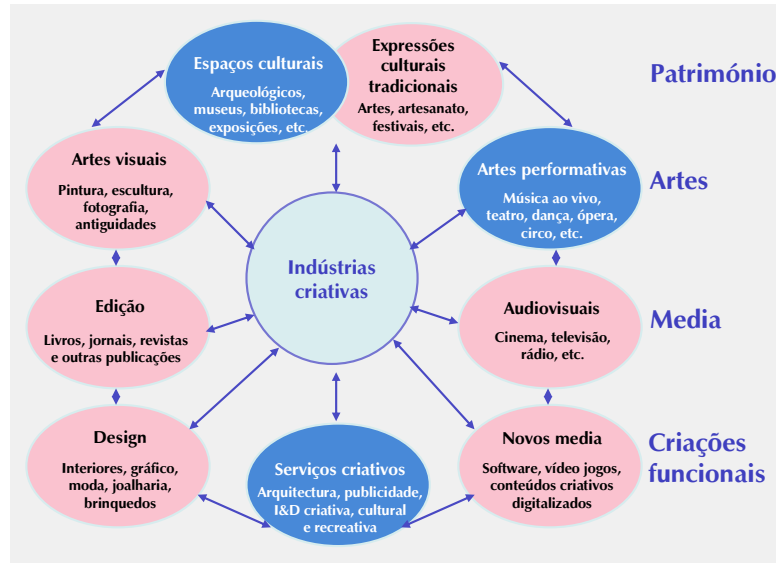 Espaços culturais
Arqueológicos,
museus, bibliotecas,
exposições, etc.
Expressões
culturais
tradicionais
Artes, artesanato,
festivais, etc.
Património
Artes visuais
Pintura, escultura,
fotografia,
antiguidades
Artes performativas
Música ao vivo,
teatro, dança, ópera,
circo, etc.
Artes
Indústrias
criativas
Edição
Livros, jornais, revistas
e outras publicações
Audiovisuais
Cinema, televisão,
rádio, etc.
Media
Design
Interiores, gráfico,
moda, joalharia,
brinquedos
Serviços criativos
Arquitectura, publicidade,
I&D criativa, cultural
e recreativa
Novos media
Software, vídeo jogos,
conteúdos criativos
digitalizados
Criações
funcionais